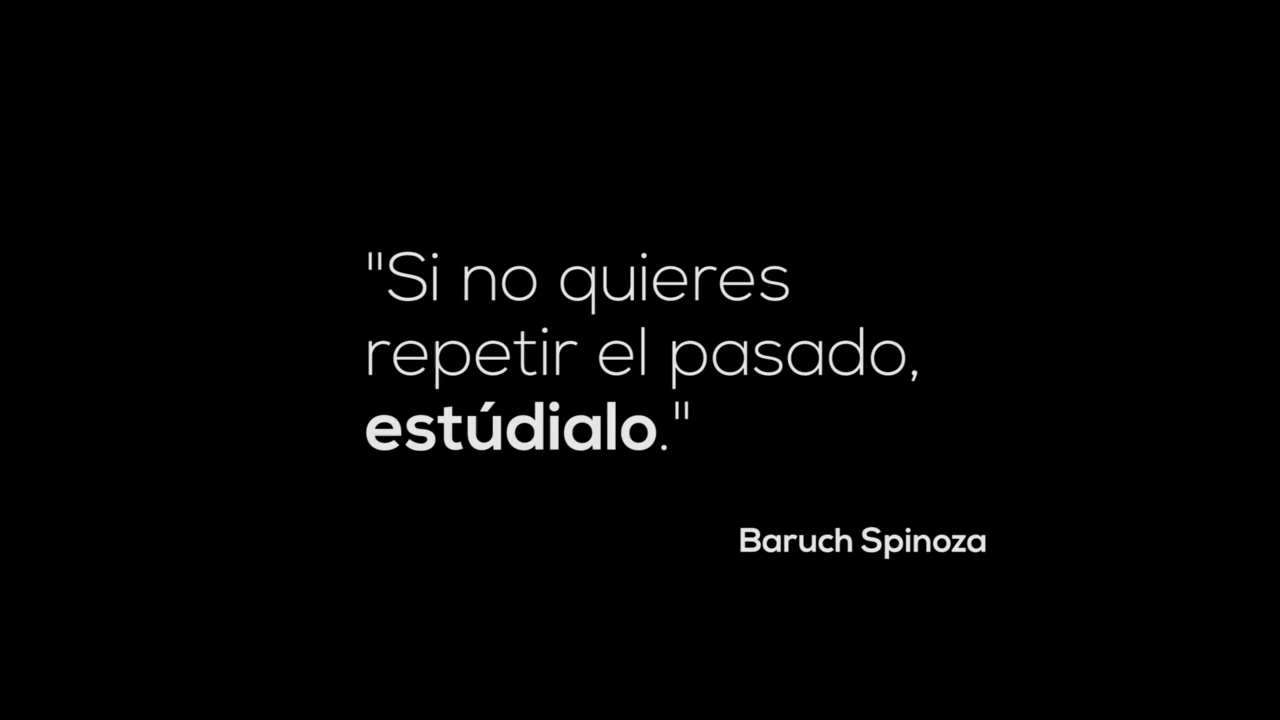 "Si no quieres
repetir el pasado,
estúdialo."
Baruch Spinoza